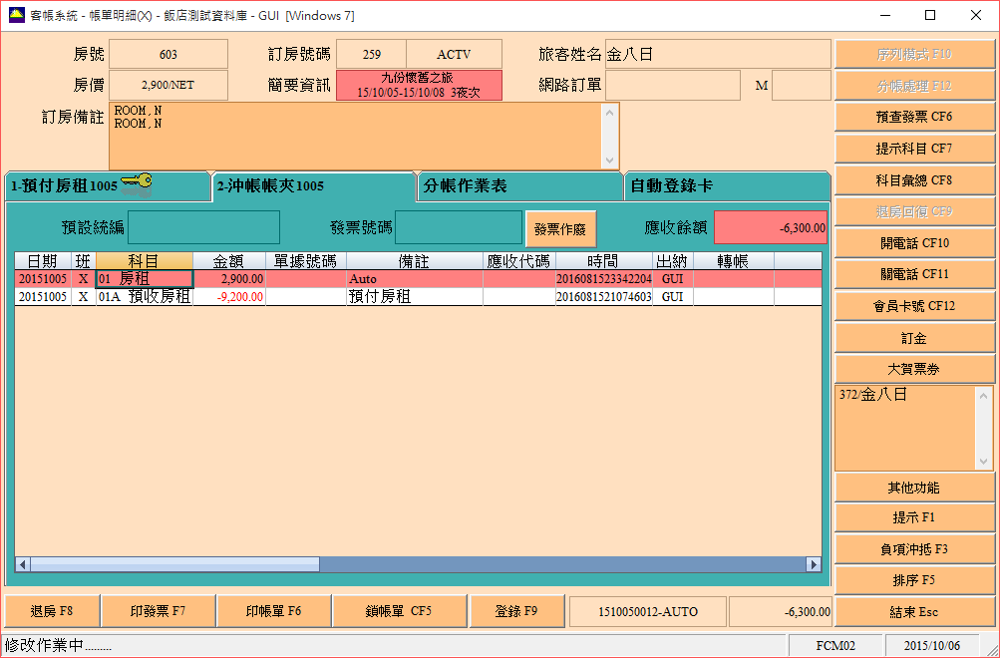 客帳系統 - 帳單明細(X) - 飯店測試資料庫 - GUI [Windows 7]
房號 603 訂房號碼 259 ACTV 旅客姓名 金八日
房價 2,900/NET 簡要資訊 九份懷舊之旅 網路訂單 M
15/10/05-15/10/08 3夜次
訂房備註 ROOM,N
ROOM,N
1-預付房租1005 2-沖帳帳夾1005 分帳作業表 自動登錄卡
預設統編 發票號碼 發票作廢 應收餘額 -6,300.00
日期 班 科目 金額 單據號碼 備註 應收代碼 時間 出納 轉帳
20151005 X 01 房租 2,900.00 Auto 2016081523342204 GUI
20151005 X 01A 預收房租 -9,200.00 預付房租 2016081521074603 GUI
序列模式 F10
分帳處理 F12
預查發票 CF6
提示科目 CF7
科目彙總 CF8
退房回復 CF9
開電話 CF10
關電話 CF11
會員卡號 CF12
訂金
大賀票券
372/金八日
其他功能
提示 F1
負項沖抵 F3
排序 F5
結束 Esc
退房 F8 印發票 F7 印帳單 F6 鎖帳單 CF5 登錄 F9 1510050012-AUTO -6,300.00
修改作業中......... FCM02 2015/10/06